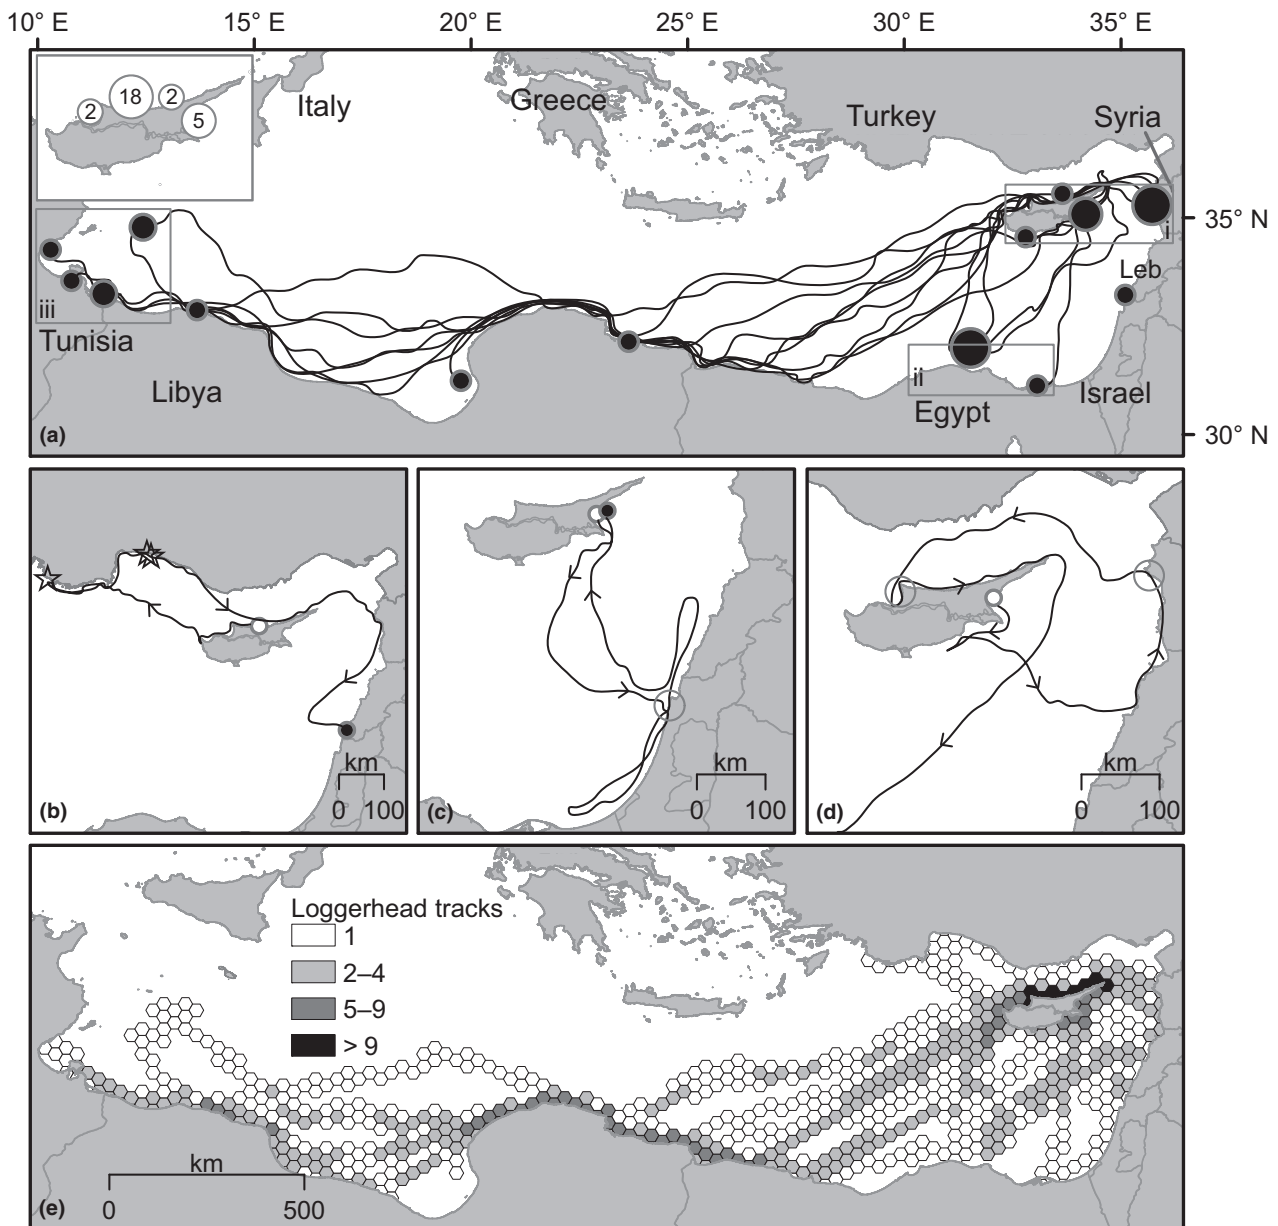 10° E 15° E 20° E 25° E 30° E 35° E
2 18 2 5
Italy Greece Turkey Syria
35° N
i
Leb
iii
Tunisia
Libya
ii
Egypt Israel
30° N
(a)
km
0 100
(b)
km
0 100
(c)
km
0 100
(d)
Loggerhead tracks
1
2–4
5–9
> 9
km
0 500
(e)